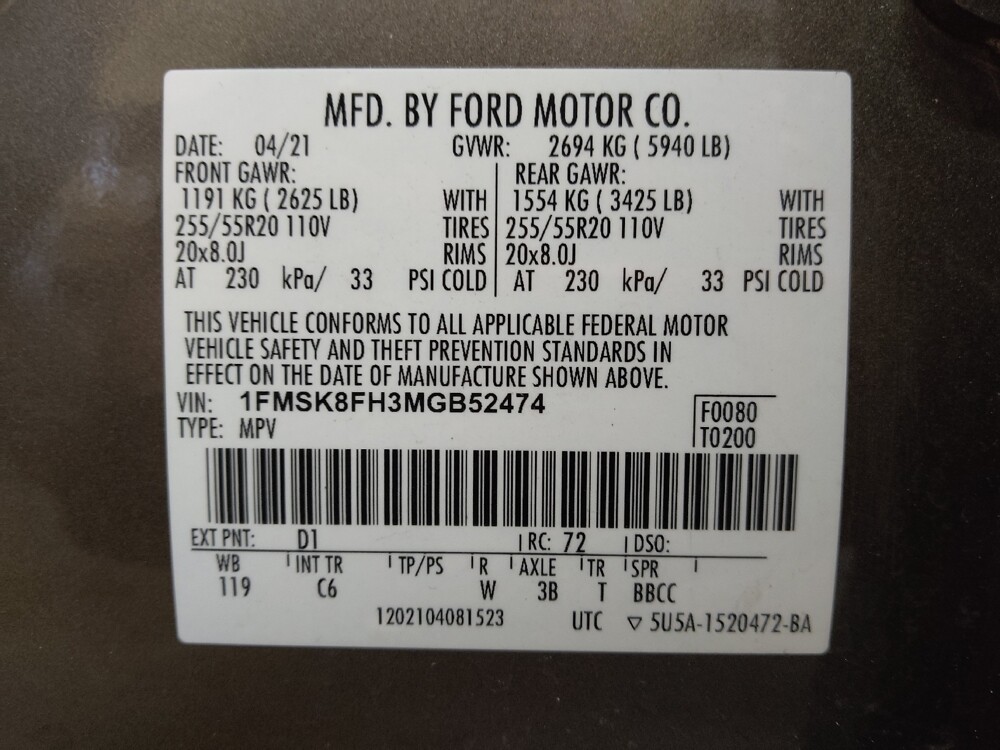 MFD. BY FORD MOTOR CO.
DATE: 04/21 GVWR: 2694 KG ( 5940 LB)
FRONT GAWR: REAR GAWR:
1191 KG ( 2625 LB) WITH 1554 KG ( 3425 LB) WITH
255/55R20 110V TIRES 255/55R20 110V TIRES
20x8.0J RIMS 20x8.0J RIMS
AT 230 kPa/ 33 PSI COLD AT 230 kPa/ 33 PSI COLD
THIS VEHICLE CONFORMS TO ALL APPLICABLE FEDERAL MOTOR
VEHICLE SAFETY AND THEFT PREVENTION STANDARDS IN
EFFECT ON THE DATE OF MANUFACTURE SHOWN ABOVE.
VIN: 1FMSK8FH3MGB52474 F0080
TYPE: MPV T0200
EXT PNT: D1 RC: 72 DSO:
WB INT TR TP/PS R AXLE TR SPR
119 C6 W 3B T BBCC
1202104081523 UTC ▽ 5U5A-1520472-BA